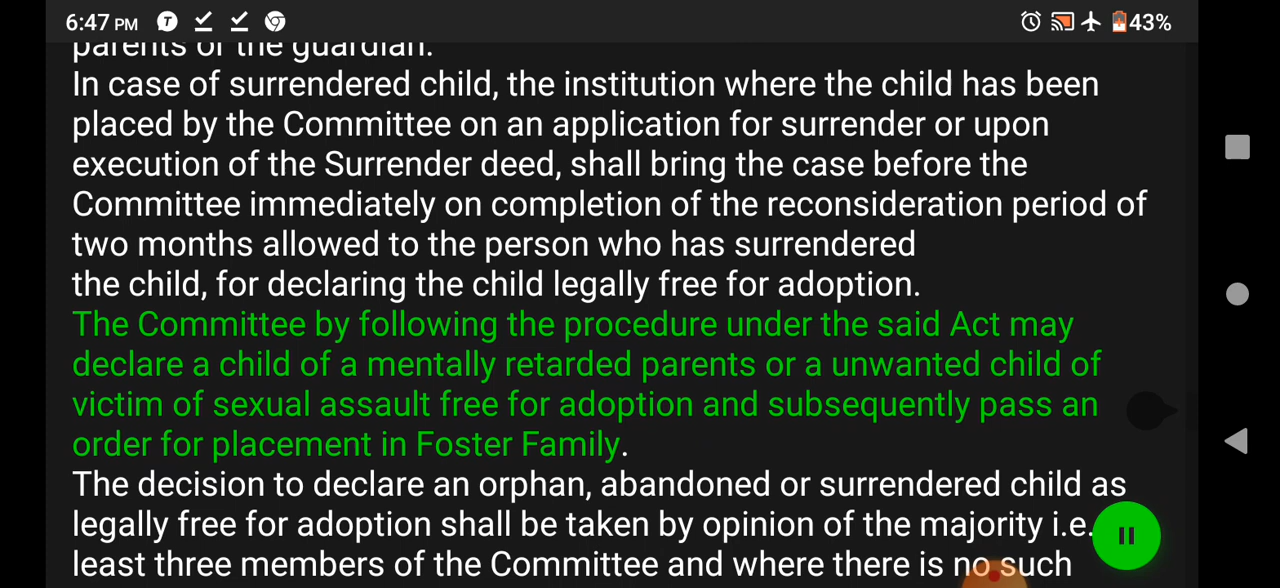 6:47 PM
43%
parents or the guardian.
In case of surrendered child, the institution where the child has been
placed by the Committee on an application for surrender or upon
execution of the Surrender deed, shall bring the case before the
Committee immediately on completion of the reconsideration period of
two months allowed to the person who has surrendered
the child, for declaring the child legally free for adoption.
The Committee by following the procedure under the said Act may
declare a child of a mentally retarded parents or a unwanted child of
victim of sexual assault free for adoption and subsequently pass an
order for placement in Foster Family.
The decision to declare an orphan, abandoned or surrendered child as
legally free for adoption shall be taken by opinion of the majority i.e.
least three members of the Committee and where there is no such